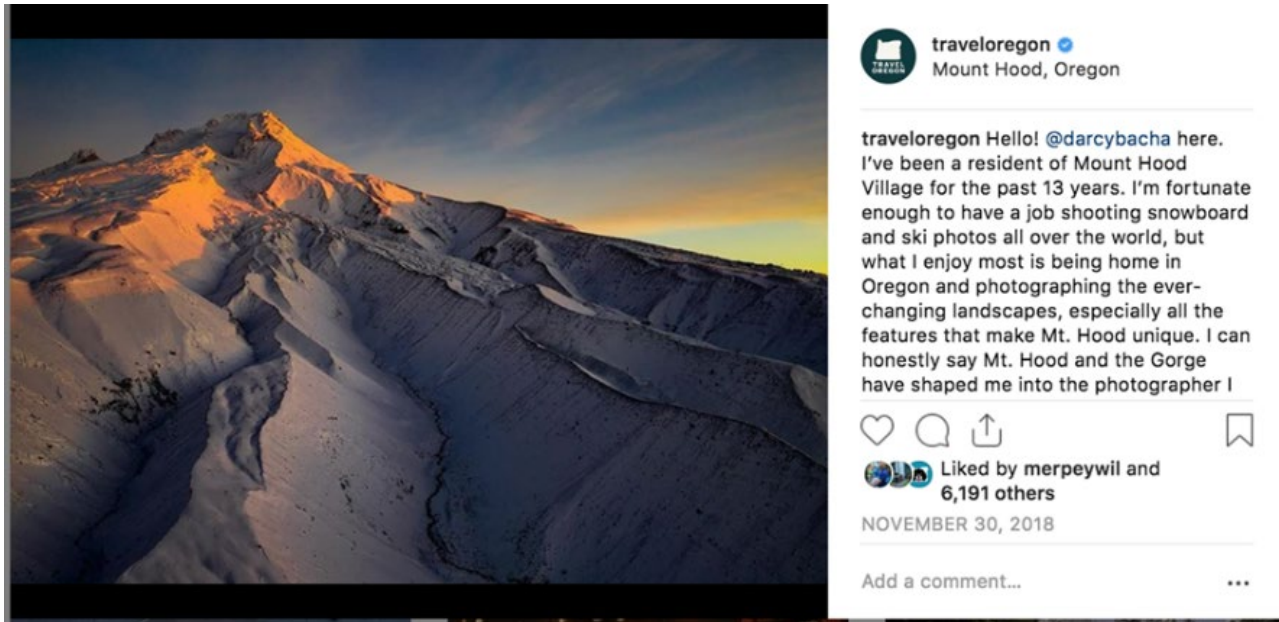 TRAVEL
OREGON
traveloregon
Mount Hood, Oregon
traveloregon Hello! @darcybacha here.
I've been a resident of Mount Hood
Village for the past 13 years. I'm fortunate
enough to have a job shooting snowboard
and ski photos all over the world, but
what I enjoy most is being home in
Oregon and photographing the ever-
changing landscapes, especially all the
features that make Mt. Hood unique. I can
honestly say Mt. Hood and the Gorge
have shaped me into the photographer I
Liked by merpeywil and
6,191 others
NOVEMBER 30, 2018
Add a comment...